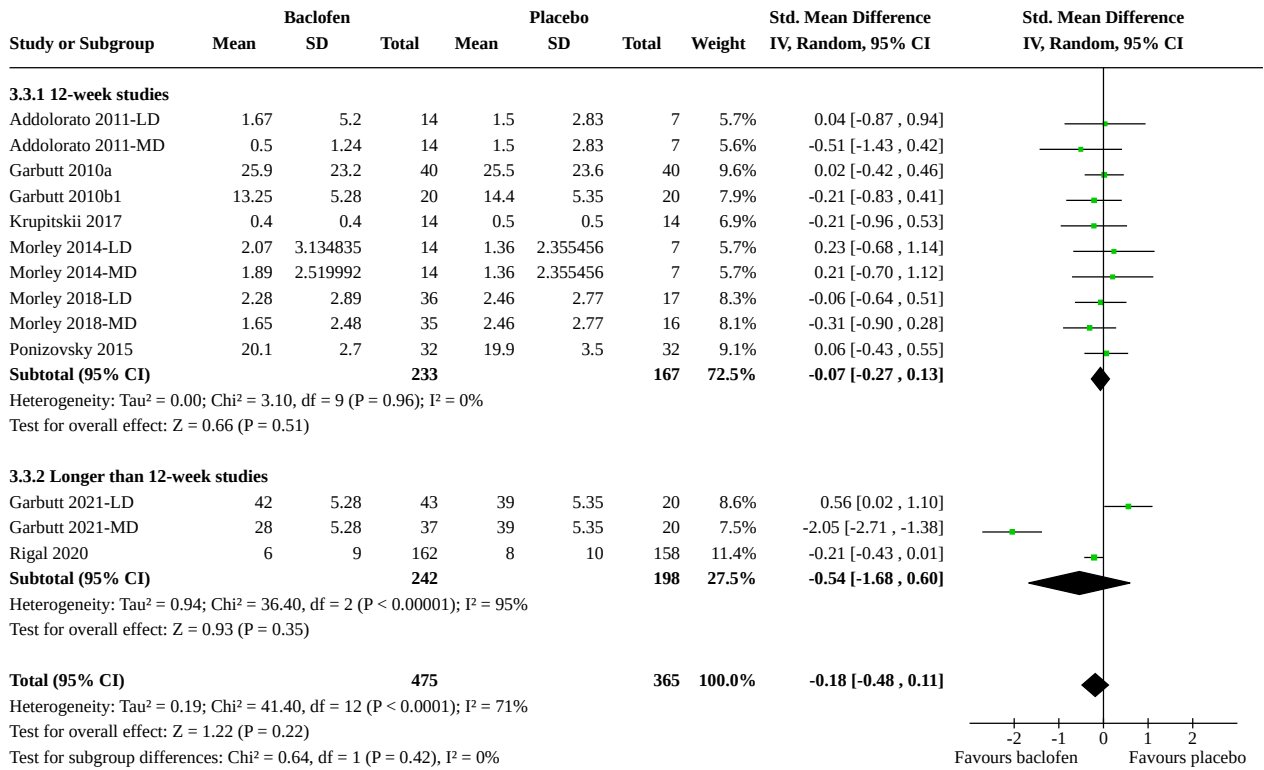 Baclofen Placebo Std. Mean Difference Std. Mean Difference
Study or Subgroup Mean SD Total Mean SD Total Weight IV, Random, 95% CI IV, Random, 95% CI
3.3.1 12-week studies
Addolorato 2011-LD 1.67 5.2 14 1.5 2.83 7 5.7% 0.04 [-0.87 , 0.94]
Addolorato 2011-MD 0.5 1.24 14 1.5 2.83 7 5.6% -0.51 [-1.43 , 0.42]
Garbutt 2010a 25.9 23.2 40 25.5 23.6 40 9.6% 0.02 [-0.42 , 0.46]
Garbutt 2010b1 13.25 5.28 20 14.4 5.35 20 7.9% -0.21 [-0.83 , 0.41]
Krupitskii 2017 0.4 0.4 14 0.5 0.5 14 6.9% -0.21 [-0.96 , 0.53]
Morley 2014-LD 2.07 3.134835 14 1.36 2.355456 7 5.7% 0.23 [-0.68 , 1.14]
Morley 2014-MD 1.89 2.519992 14 1.36 2.355456 7 5.7% 0.21 [-0.70 , 1.12]
Morley 2018-LD 2.28 2.89 36 2.46 2.77 17 8.3% -0.06 [-0.64 , 0.51]
Morley 2018-MD 1.65 2.48 35 2.46 2.77 16 8.1% -0.31 [-0.90 , 0.28]
Ponizovsky 2015 20.1 2.7 32 19.9 3.5 32 9.1% 0.06 [-0.43 , 0.55]
Subtotal (95% CI) 233 167 72.5% -0.07 [-0.27 , 0.13]
Heterogeneity: Tau² = 0.00; Chi² = 3.10, df = 9 (P = 0.96); I² = 0%
Test for overall effect: Z = 0.66 (P = 0.51)
3.3.2 Longer than 12-week studies
Garbutt 2021-LD 42 5.28 43 39 5.35 20 8.6% 0.56 [0.02 , 1.10]
Garbutt 2021-MD 28 5.28 37 39 5.35 20 7.5% -2.05 [-2.71 , -1.38]
Rigal 2020 6 9 162 8 10 158 11.4% -0.21 [-0.43 , 0.01]
Subtotal (95% CI) 242 198 27.5% -0.54 [-1.68 , 0.60]
Heterogeneity: Tau² = 0.94; Chi² = 36.40, df = 2 (P < 0.00001); I² = 95%
Test for overall effect: Z = 0.93 (P = 0.35)
Total (95% CI) 475 365 100.0% -0.18 [-0.48 , 0.11]
Heterogeneity: Tau² = 0.19; Chi² = 41.40, df = 12 (P < 0.0001); I² = 71%
Test for overall effect: Z = 1.22 (P = 0.22) -2 -1 0 1 2
Test for subgroup differences: Chi² = 0.64, df = 1 (P = 0.42), I² = 0% Favours baclofen Favours placebo